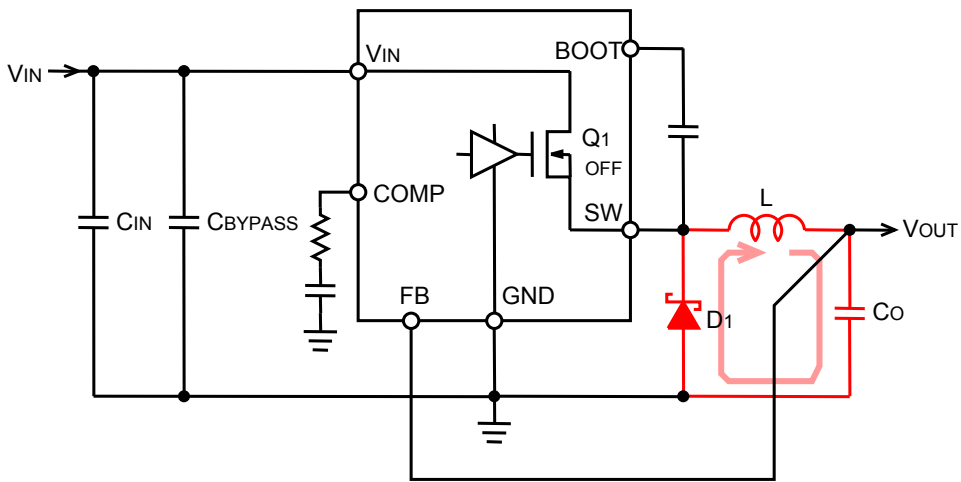 VIN
VIN
BOOT
Q1
OFF
COMP
CIN
CBYPASS
SW
L
VOUT
FB
GND
D1
CO